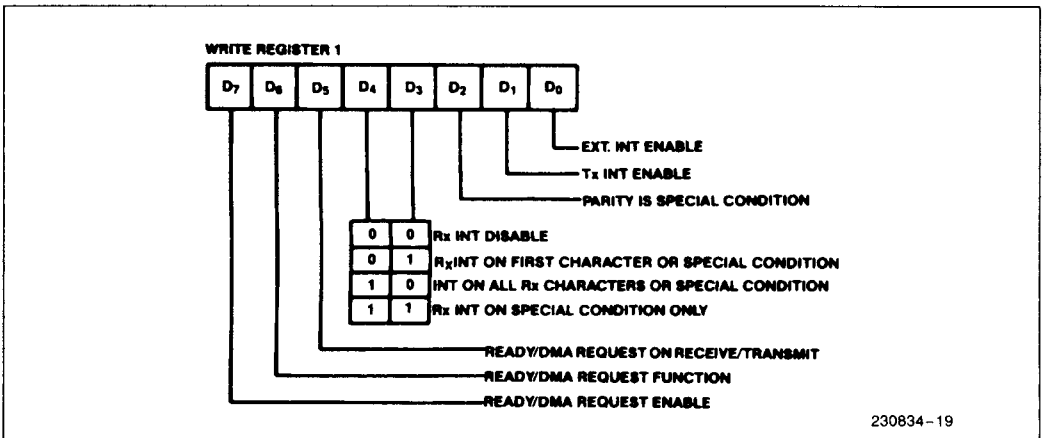 WRITE REGISTER 1
D7 D6 D5 D4 D3 D2 D1 D0
EXT. INT ENABLE
Tx INT ENABLE
PARITY IS SPECIAL CONDITION
0 0 Rx INT DISABLE
0 1 RxINT ON FIRST CHARACTER OR SPECIAL CONDITION
1 0 INT ON ALL Rx CHARACTERS OR SPECIAL CONDITION
1 1 Rx INT ON SPECIAL CONDITION ONLY
READY/DMA REQUEST ON RECEIVE/TRANSMIT
READY/DMA REQUEST FUNCTION
READY/DMA REQUEST ENABLE
230834-19